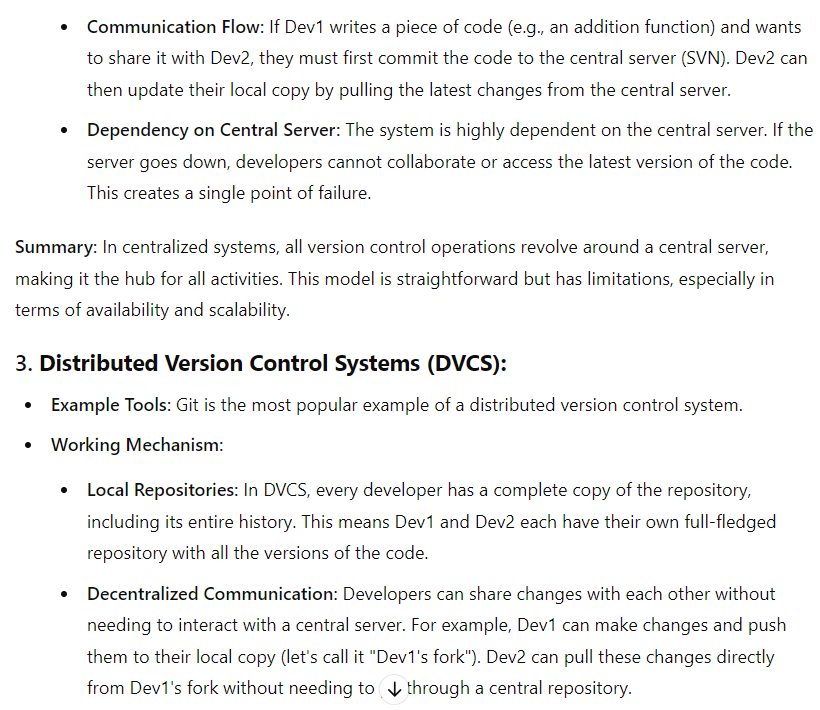 • Communication Flow: If Dev1 writes a piece of code (e.g., an addition function) and wants
to share it with Dev2, they must first commit the code to the central server (SVN). Dev2 can
then update their local copy by pulling the latest changes from the central server.
• Dependency on Central Server: The system is highly dependent on the central server. If the
server goes down, developers cannot collaborate or access the latest version of the code.
This creates a single point of failure.
Summary: In centralized systems, all version control operations revolve around a central server,
making it the hub for all activities. This model is straightforward but has limitations, especially in
terms of availability and scalability.
3. Distributed Version Control Systems (DVCS):
• Example Tools: Git is the most popular example of a distributed version control system.
• Working Mechanism:
• Local Repositories: In DVCS, every developer has a complete copy of the repository,
including its entire history. This means Dev1 and Dev2 each have their own full-fledged
repository with all the versions of the code.
• Decentralized Communication: Developers can share changes with each other without
needing to interact with a central server. For example, Dev1 can make changes and push
them to their local copy (let's call it "Dev1's fork"). Dev2 can pull these changes directly
from Dev1's fork without needing to through a central repository.